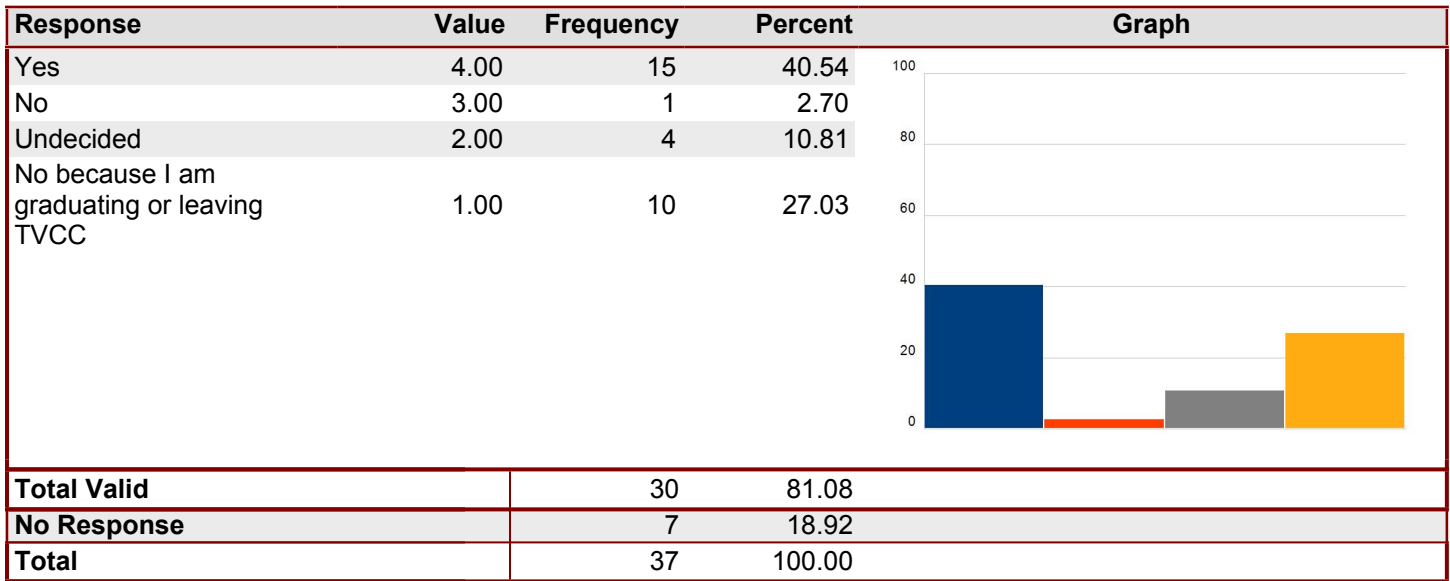 Response Value Frequency Percent Graph
Yes 4.00 15 40.54
No 3.00 1 2.70
Undecided 2.00 4 10.81
No because I am
graduating or leaving 1.00 10 27.03
TVCC
100
80
60
40
20
0
Total Valid 30 81.08
No Response 7 18.92
Total 37 100.00